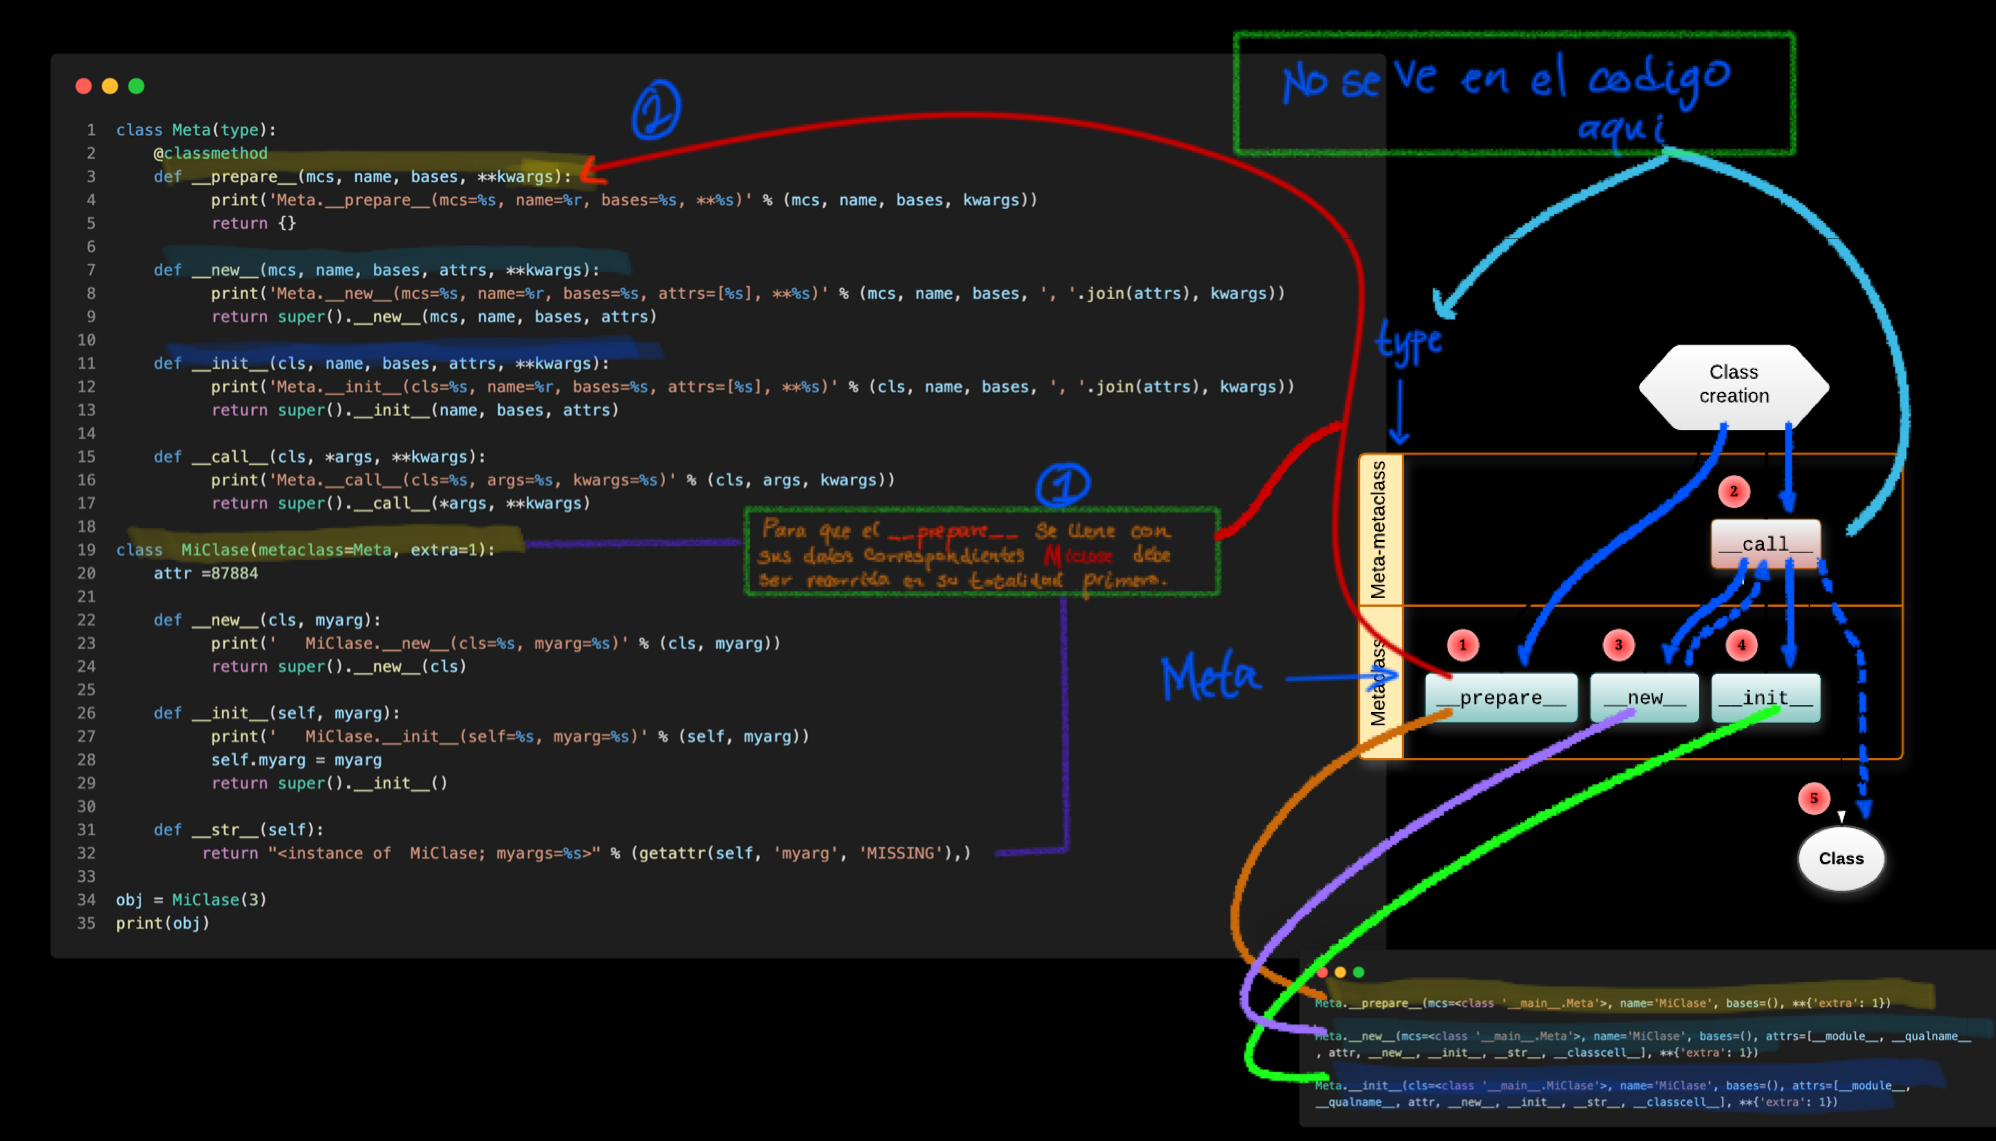 No se ve en el codigo
aqui
②
1 class Meta(type):
2     @classmethod
3     def __prepare__(mcs, name, bases, **kwargs):
4           print('Meta.__prepare__(mcs=%s, name=%r, bases=%s, **%s)' % (mcs, name, bases, kwargs))
5           return {}
6
7     def __new__(mcs, name, bases, attrs, **kwargs):
8           print('Meta.__new__(mcs=%s, name=%r, bases=%s, attrs=[%s], **%s)' % (mcs, name, bases, ', '.join(attrs), kwargs))
9           return super().__new__(mcs, name, bases, attrs)
10
11     def __init__(cls, name, bases, attrs, **kwargs):
12           print('Meta.__init__(cls=%s, name=%r, bases=%s, attrs=[%s], **%s)' % (cls, name, bases, ', '.join(attrs), kwargs))
13           return super().__init__(name, bases, attrs)
14
15     def __call__(cls, *args, **kwargs):
16           print('Meta.__call__(cls=%s, args=%s, kwargs=%s)' % (cls, args, kwargs))
17           return super().__call__(*args, **kwargs)
18
19 class  MiClase(metaclass=Meta, extra=1):
20     attr =87884
21
22     def __new__(cls, myarg):
23           print('   MiClase.__new__(cls=%s, myarg=%s)' % (cls, myarg))
24           return super().__new__(cls)
25
26     def __init__(self, myarg):
27           print('   MiClase.__init__(self=%s, myarg=%s)' % (self, myarg))
28           self.myarg = myarg
29           return super().__init__()
30
31     def __str__(self):
32          return "<instance of  MiClase; myargs=%s>" % (getattr(self, 'myarg', 'MISSING'),)
33
34 obj = MiClase(3)
35 print(obj)
①
Para que el __prepare__ se llene con
sus datos correspondientes Miclase debe
ser recorrida en su totalidad primero.
type
Class
creation
Meta-metaclass
2
__call__
Meta
Metaclass
1
3
4
__prepare__
__new__
__init__
5
Class
Meta.__prepare__(mcs=<class '__main__.Meta'>, name='MiClase', bases=(), **{'extra': 1})
Meta.__new__(mcs=<class '__main__.Meta'>, name='MiClase', bases=(), attrs=[__module__, __qualname__
, attr, __new__, __init__, __str__, __classcell__], **{'extra': 1})
Meta.__init__(cls=<class '__main__.MiClase'>, name='MiClase', bases=(), attrs=[__module__,
__qualname__, attr, __new__, __init__, __str__, __classcell__], **{'extra': 1})